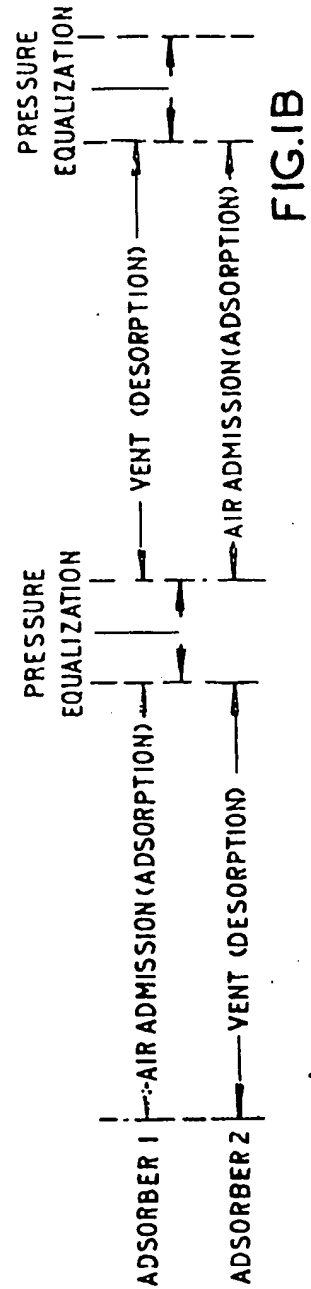 PRESSURE
EQUALIZATION
PRESSURE
EQUALIZATION
ADSORBER 1
AIR ADMISSION (ADSORPTION)
VENT (DESORPTION)
ADSORBER 2
VENT (DESORPTION)
AIR ADMISSION (ADSORPTION)
FIG.1B